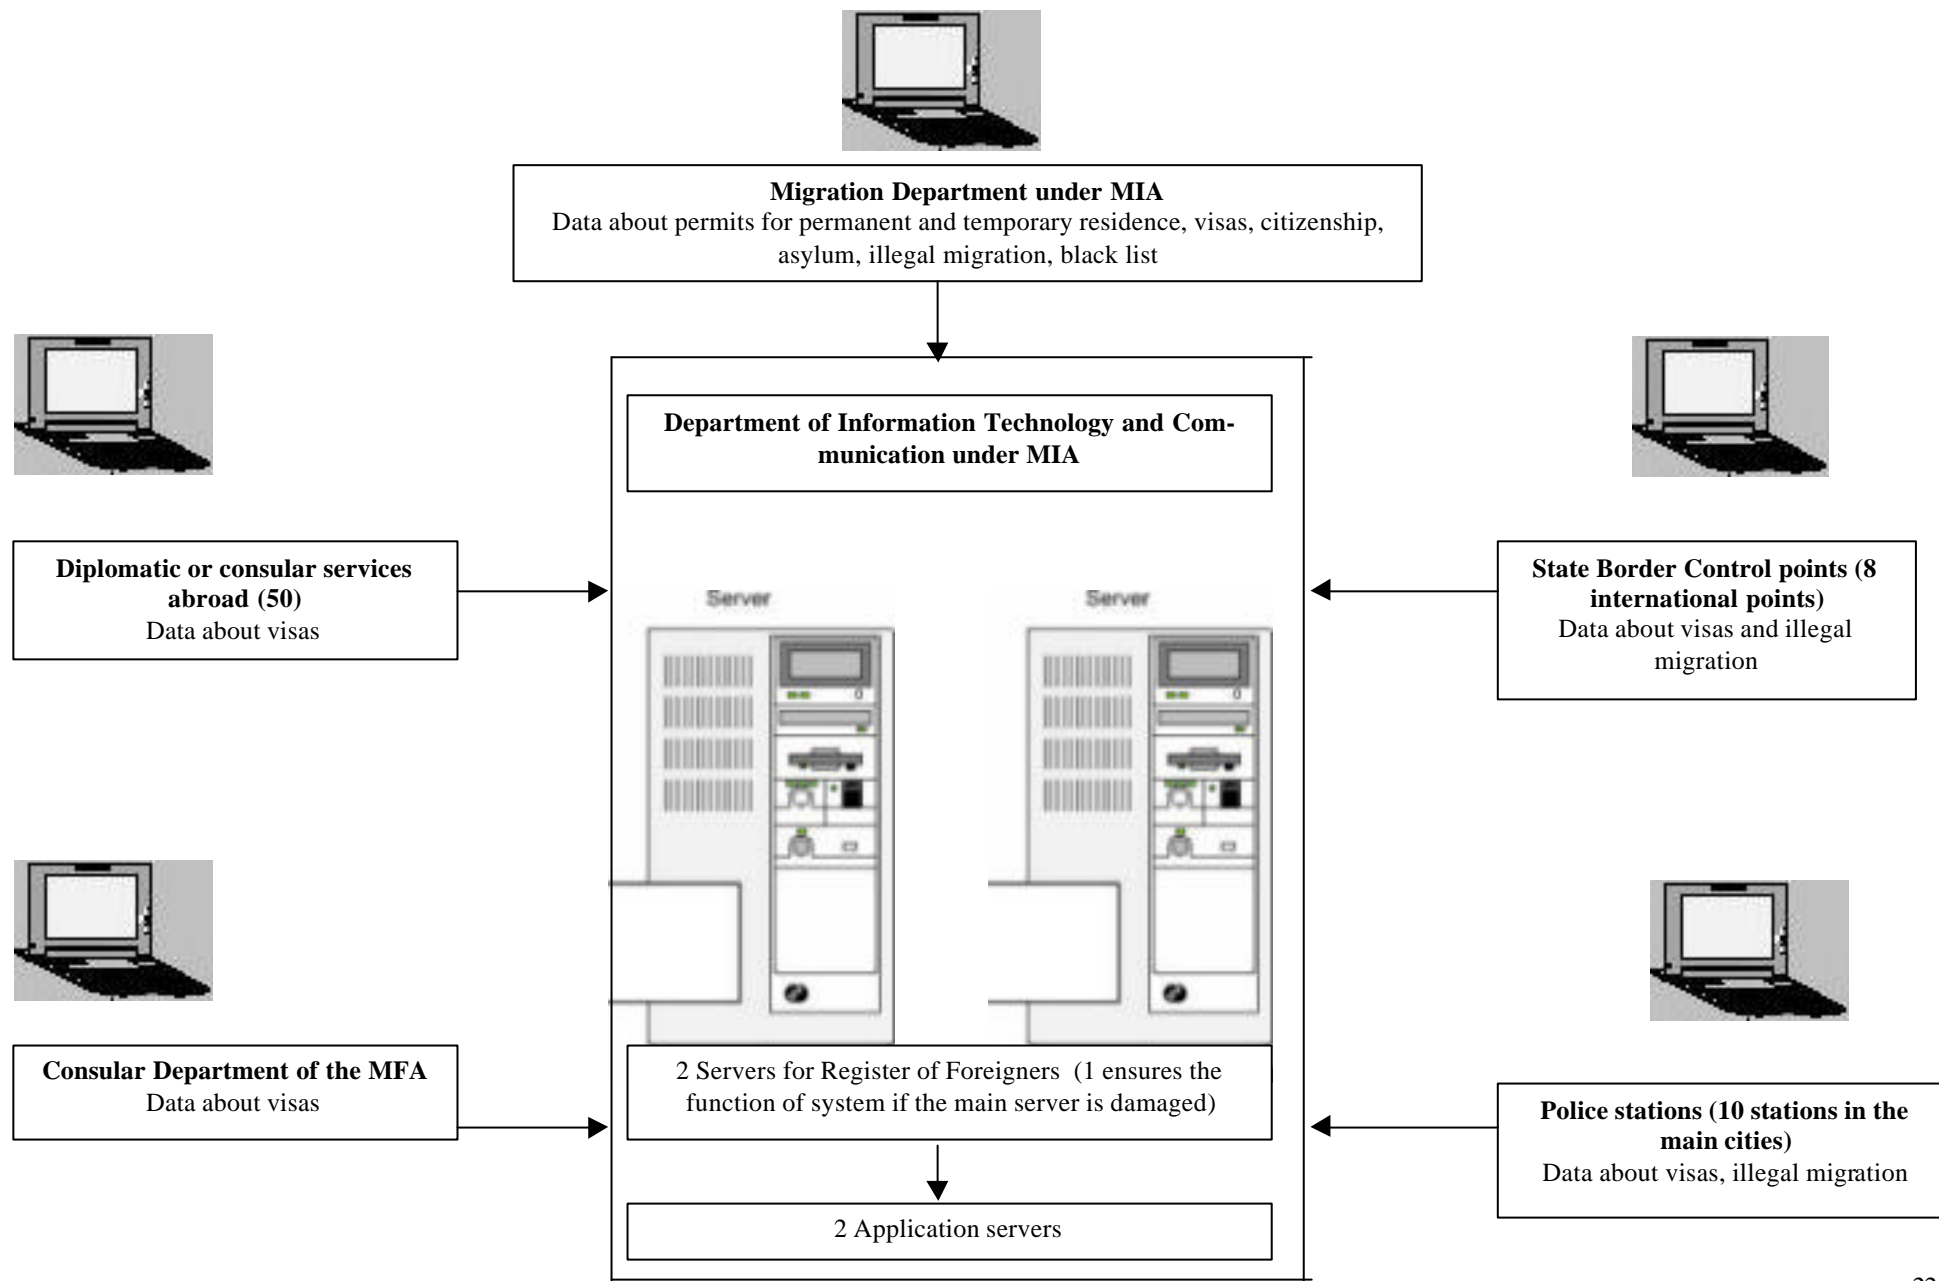 Migration Department under MIA
Data about permits for permanent and temporary residence, visas, citizenship,
asylum, illegal migration, black list
Department of Information Technology and Com-
munication under MIA
Diplomatic or consular services
abroad (50)
Data about visas
State Border Control points (8
international points)
Data about visas and illegal
migration
Server
Server
Consular Department of the MFA
Data about visas
2 Servers for Register of Foreigners (1 ensures the
function of system if the main server is damaged)
Police stations (10 stations in the
main cities)
Data about visas, illegal migration
2 Application servers